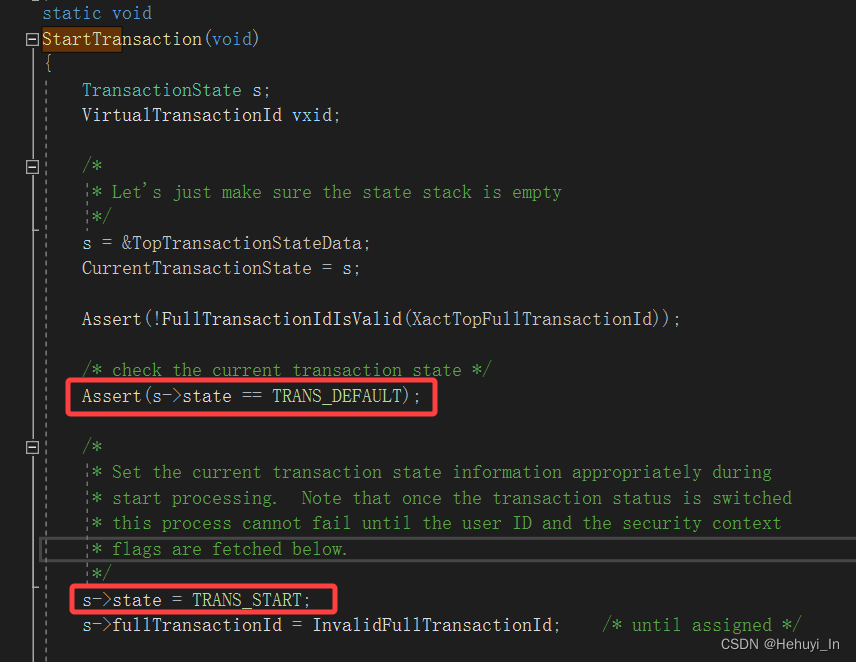 static void
StartTransaction(void)
{
TransactionState s;
VirtualTransactionId vxid;
/*
* Let's just make sure the state stack is empty
*/
s = &TopTransactionStateData;
CurrentTransactionState = s;
Assert(!FullTransactionIdIsValid(XactTopFullTransactionId));
/* check the current transaction state */
Assert(s->state == TRANS_DEFAULT);
/*
* Set the current transaction state information appropriately during
* start processing.  Note that once the transaction status is switched
* this process cannot fail until the user ID and the security context
* flags are fetched below.
*/
s->state = TRANS_START;
s->fullTransactionId = InvalidFullTransactionId;    /* until assigned */
CSDN @Hehuyi_In